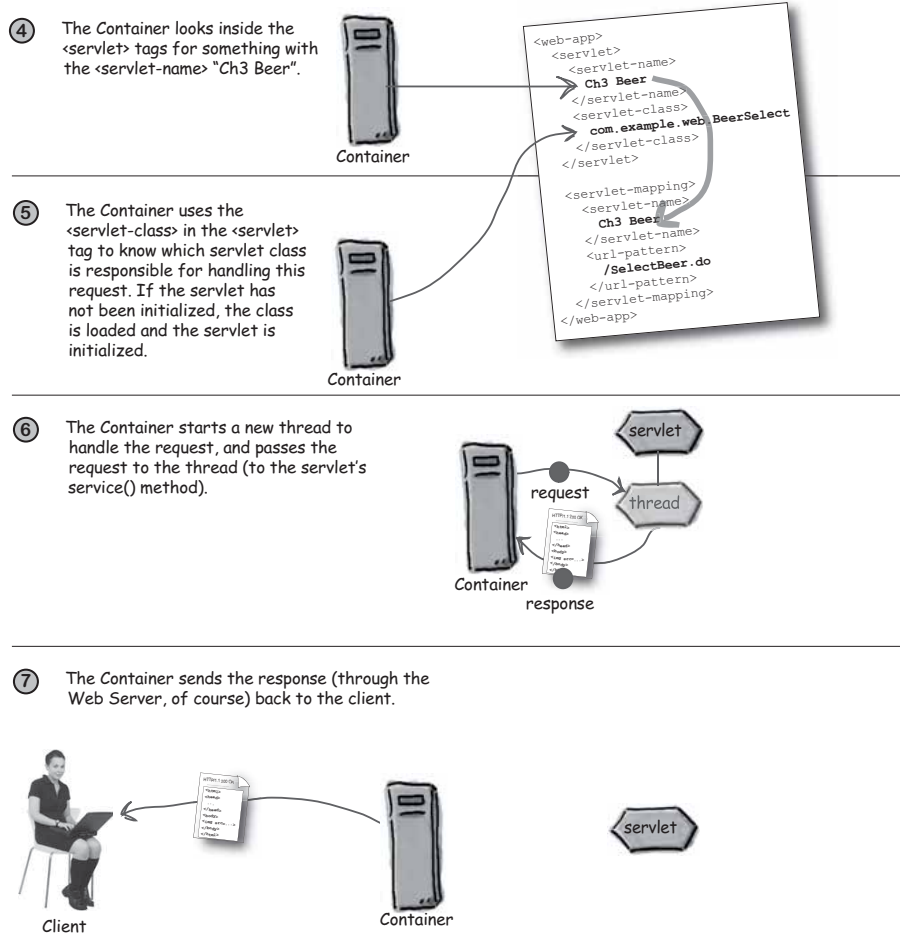 4
The Container looks inside the
<servlet> tags for something with
the <servlet-name> “Ch3 Beer”.
Container
<web-app>
<servlet>
<servlet-name>
Ch3 Beer
</servlet-name>
<servlet-class>
com.example.web.BeerSelect
</servlet-class>
</servlet>
<servlet-mapping>
<servlet-name>
Ch3 Beer
</servlet-name>
<url-pattern>
/SelectBeer.do
</url-pattern>
</servlet-mapping>
</web-app>
5
The Container uses the
<servlet-class> in the <servlet>
tag to know which servlet class
is responsible for handling this
request. If the servlet has
not been initialized, the class
is loaded and the servlet is
initialized.
Container
6
The Container starts a new thread to
handle the request, and passes the
request to the thread (to the servlet's
service() method).
servlet
request
thread
Container
response
7
The Container sends the response (through the
Web Server, of course) back to the client.
servlet
Client
Container